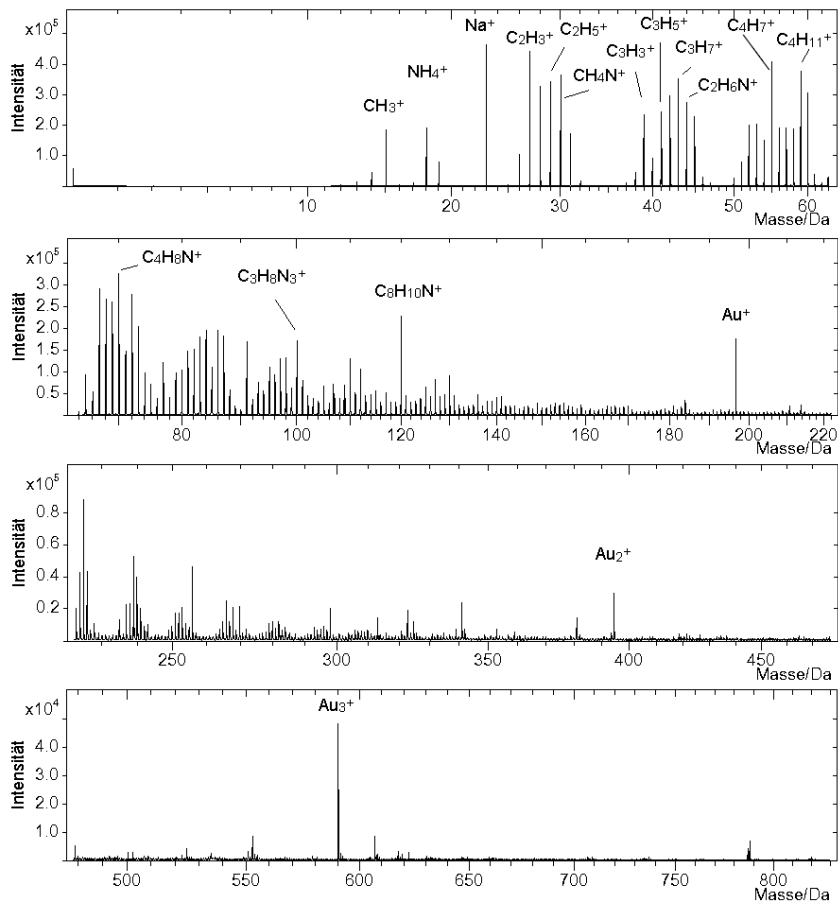 x10⁵
Intensität
5.0
4.0
3.0
2.0
1.0
CH₃⁺
NH₄⁺
Na⁺
C₂H₃⁺
C₂H₅⁺
CH₄N⁺
C₃H₃⁺
C₃H₅⁺
C₃H₇⁺
C₂H₆N⁺
C₄H₇⁺
C₄H₁₁⁺
10 20 30 40 50 60
Masse/Da
x10⁵
Intensität
3.0
2.5
2.0
1.5
1.0
0.5
C₄H₈N⁺
C₃H₈N₃⁺
C₈H₁₀N⁺
Au⁺
80 100 120 140 160 180 200 220
Masse/Da
x10⁵
Intensität
0.8
0.6
0.4
0.2
Au₂⁺
250 300 350 400 450
Masse/Da
x10⁴
Intensität
5.0
4.0
3.0
2.0
1.0
Au₃⁺
500 550 600 650 700 750 800
Masse/Da